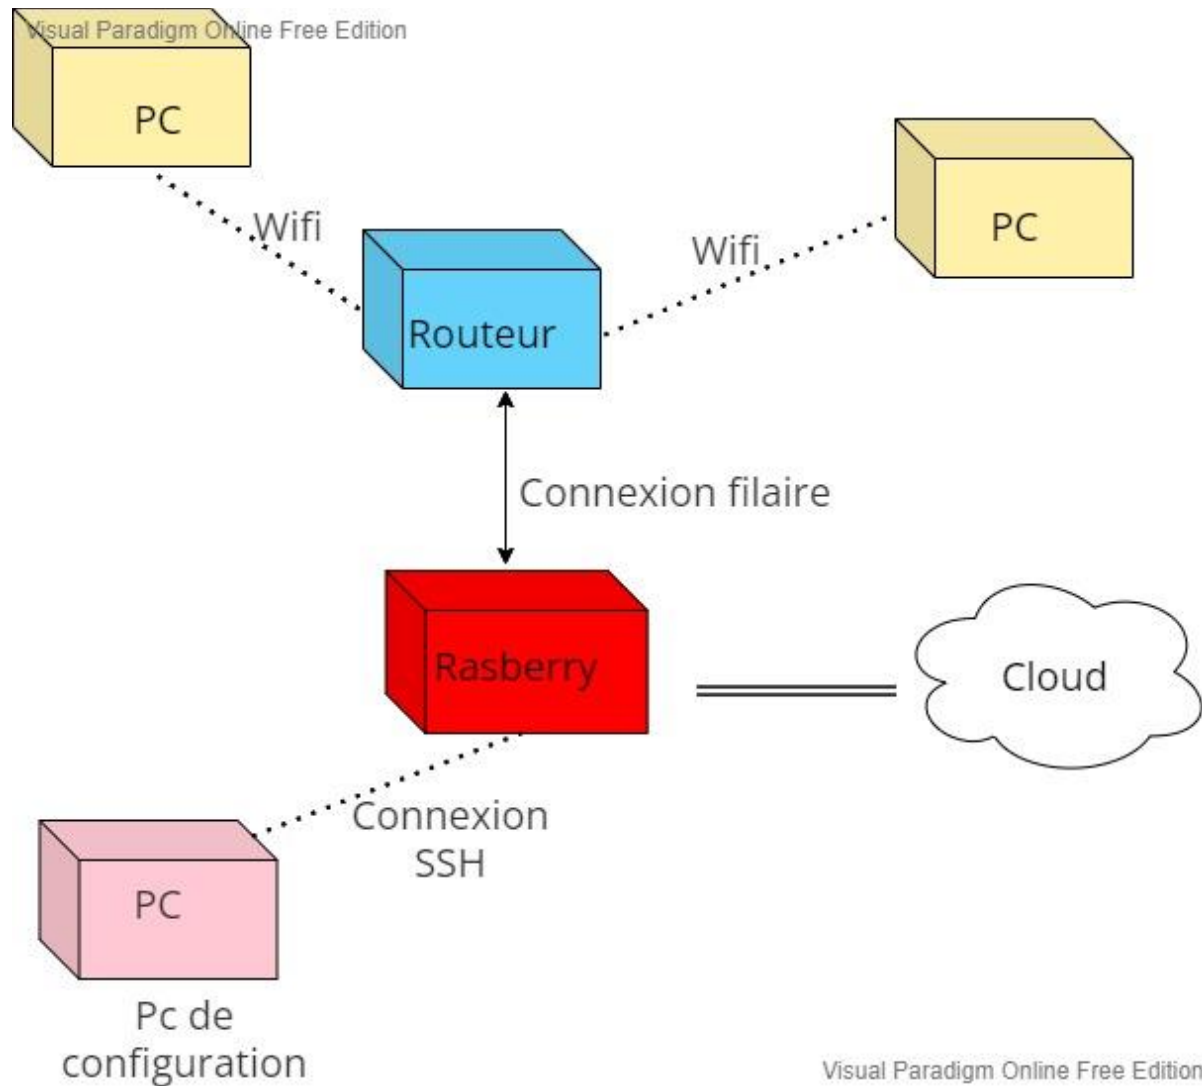 Visual Paradigm Online Free Edition
PC
PC
Wifi
Wifi
Routeur
Connexion filaire
Rasberry
Cloud
Connexion
SSH
PC
Pc de
configuration
Visual Paradigm Online Free Edition